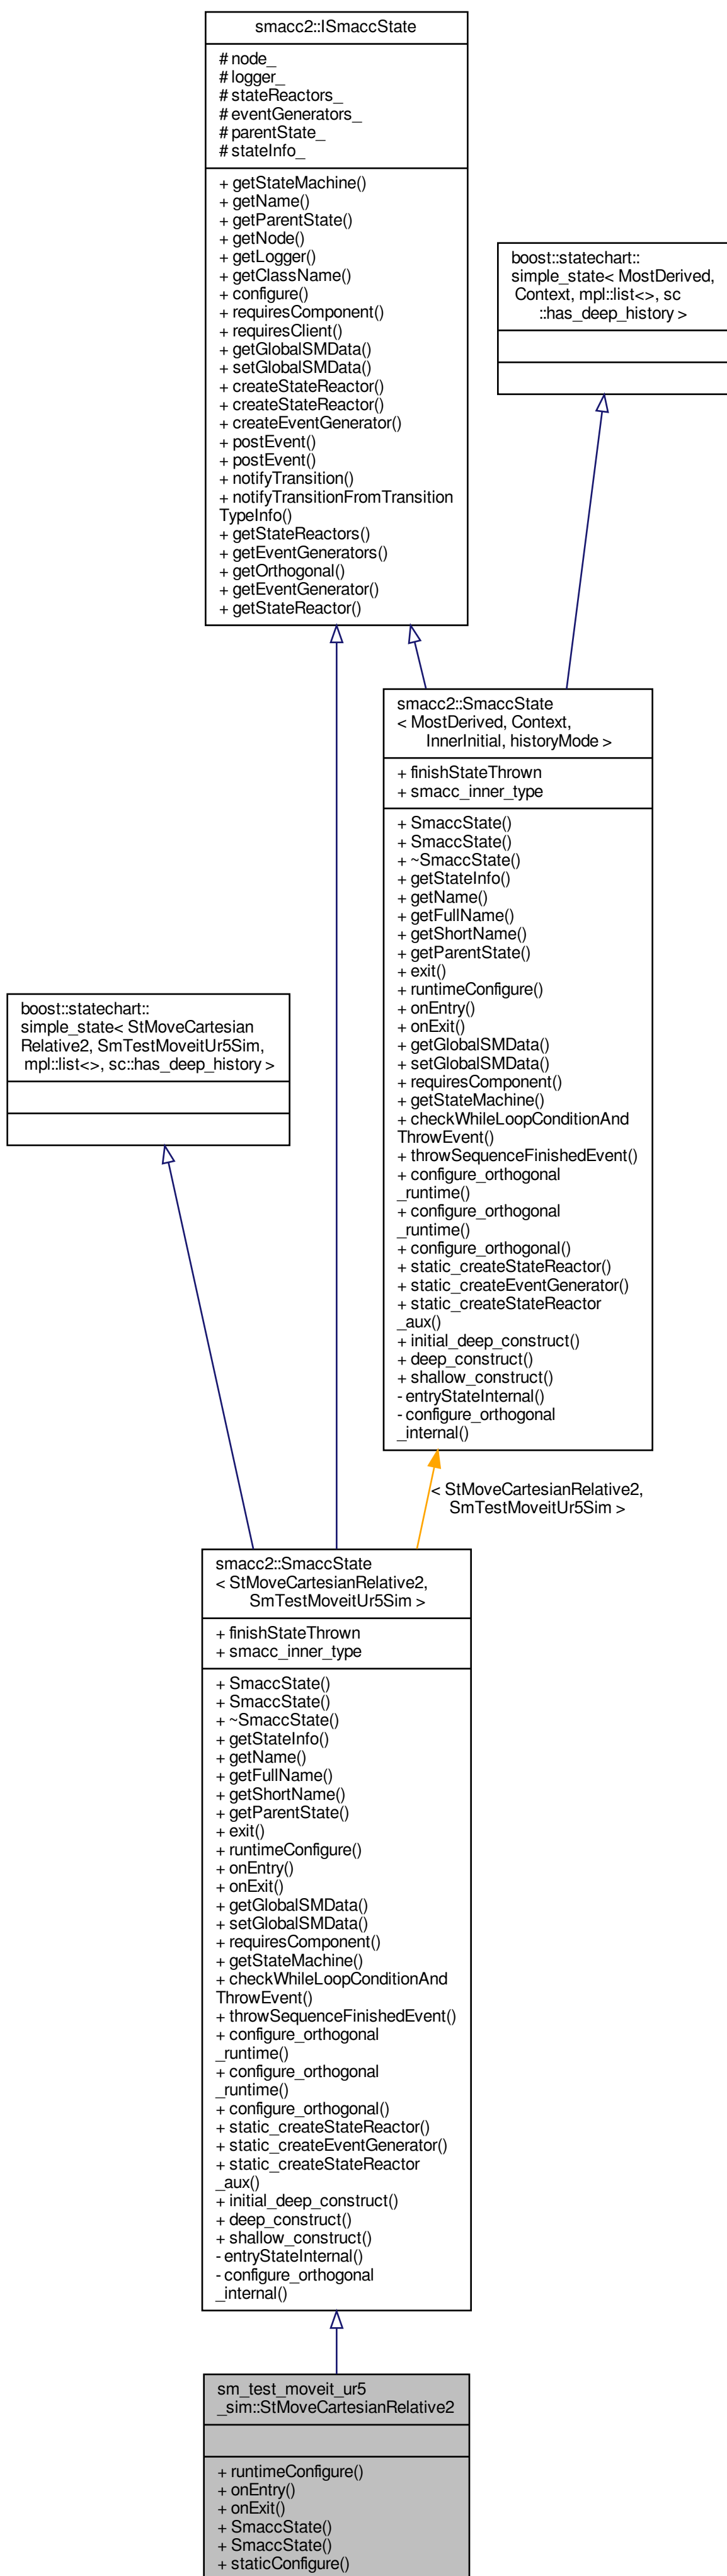 smacc2::ISmaccState
# node_
# logger_
# stateReactors_
# eventGenerators_
# parentState_
# stateInfo_
+ getStateMachine()
+ getName()
+ getParentState()
+ getNode()
+ getLogger()
+ getClassName()
+ configure()
+ requiresComponent()
+ requiresClient()
+ getGlobalSMData()
+ setGlobalSMData()
+ createStateReactor()
+ createStateReactor()
+ createEventGenerator()
+ postEvent()
+ postEvent()
+ notifyTransition()
+ notifyTransitionFromTransition
TypeInfo()
+ getStateReactors()
+ getEventGenerators()
+ getOrthogonal()
+ getEventGenerator()
+ getStateReactor()
boost::statechart::
simple_state< MostDerived,
Context, mpl::list<>, sc
::has_deep_history >
smacc2::SmaccState
< MostDerived, Context,
InnerInitial, historyMode >
+ finishStateThrown
+ smacc_inner_type
+ SmaccState()
+ SmaccState()
+ ~SmaccState()
+ getStateInfo()
+ getName()
+ getFullName()
+ getShortName()
+ getParentState()
+ exit()
+ runtimeConfigure()
+ onEntry()
+ onExit()
+ getGlobalSMData()
+ setGlobalSMData()
+ requiresComponent()
+ getStateMachine()
+ checkWhileLoopConditionAnd
ThrowEvent()
+ throwSequenceFinishedEvent()
+ configure_orthogonal
_runtime()
+ configure_orthogonal
_runtime()
+ configure_orthogonal()
+ static_createStateReactor()
+ static_createEventGenerator()
+ static_createStateReactor
_aux()
+ initial_deep_construct()
+ deep_construct()
+ shallow_construct()
- entryStateInternal()
- configure_orthogonal
_internal()
boost::statechart::
simple_state< StMoveCartesian
Relative2, SmTestMoveitUr5Sim,
mpl::list<>, sc::has_deep_history >
< StMoveCartesianRelative2,
SmTestMoveitUr5Sim >
smacc2::SmaccState
< StMoveCartesianRelative2,
SmTestMoveitUr5Sim >
+ finishStateThrown
+ smacc_inner_type
+ SmaccState()
+ SmaccState()
+ ~SmaccState()
+ getStateInfo()
+ getName()
+ getFullName()
+ getShortName()
+ getParentState()
+ exit()
+ runtimeConfigure()
+ onEntry()
+ onExit()
+ getGlobalSMData()
+ setGlobalSMData()
+ requiresComponent()
+ getStateMachine()
+ checkWhileLoopConditionAnd
ThrowEvent()
+ throwSequenceFinishedEvent()
+ configure_orthogonal
_runtime()
+ configure_orthogonal
_runtime()
+ configure_orthogonal()
+ static_createStateReactor()
+ static_createEventGenerator()
+ static_createStateReactor
_aux()
+ initial_deep_construct()
+ deep_construct()
+ shallow_construct()
- entryStateInternal()
- configure_orthogonal
_internal()
sm_test_moveit_ur5
_sim::StMoveCartesianRelative2
+ runtimeConfigure()
+ onEntry()
+ onExit()
+ SmaccState()
+ SmaccState()
+ staticConfigure()